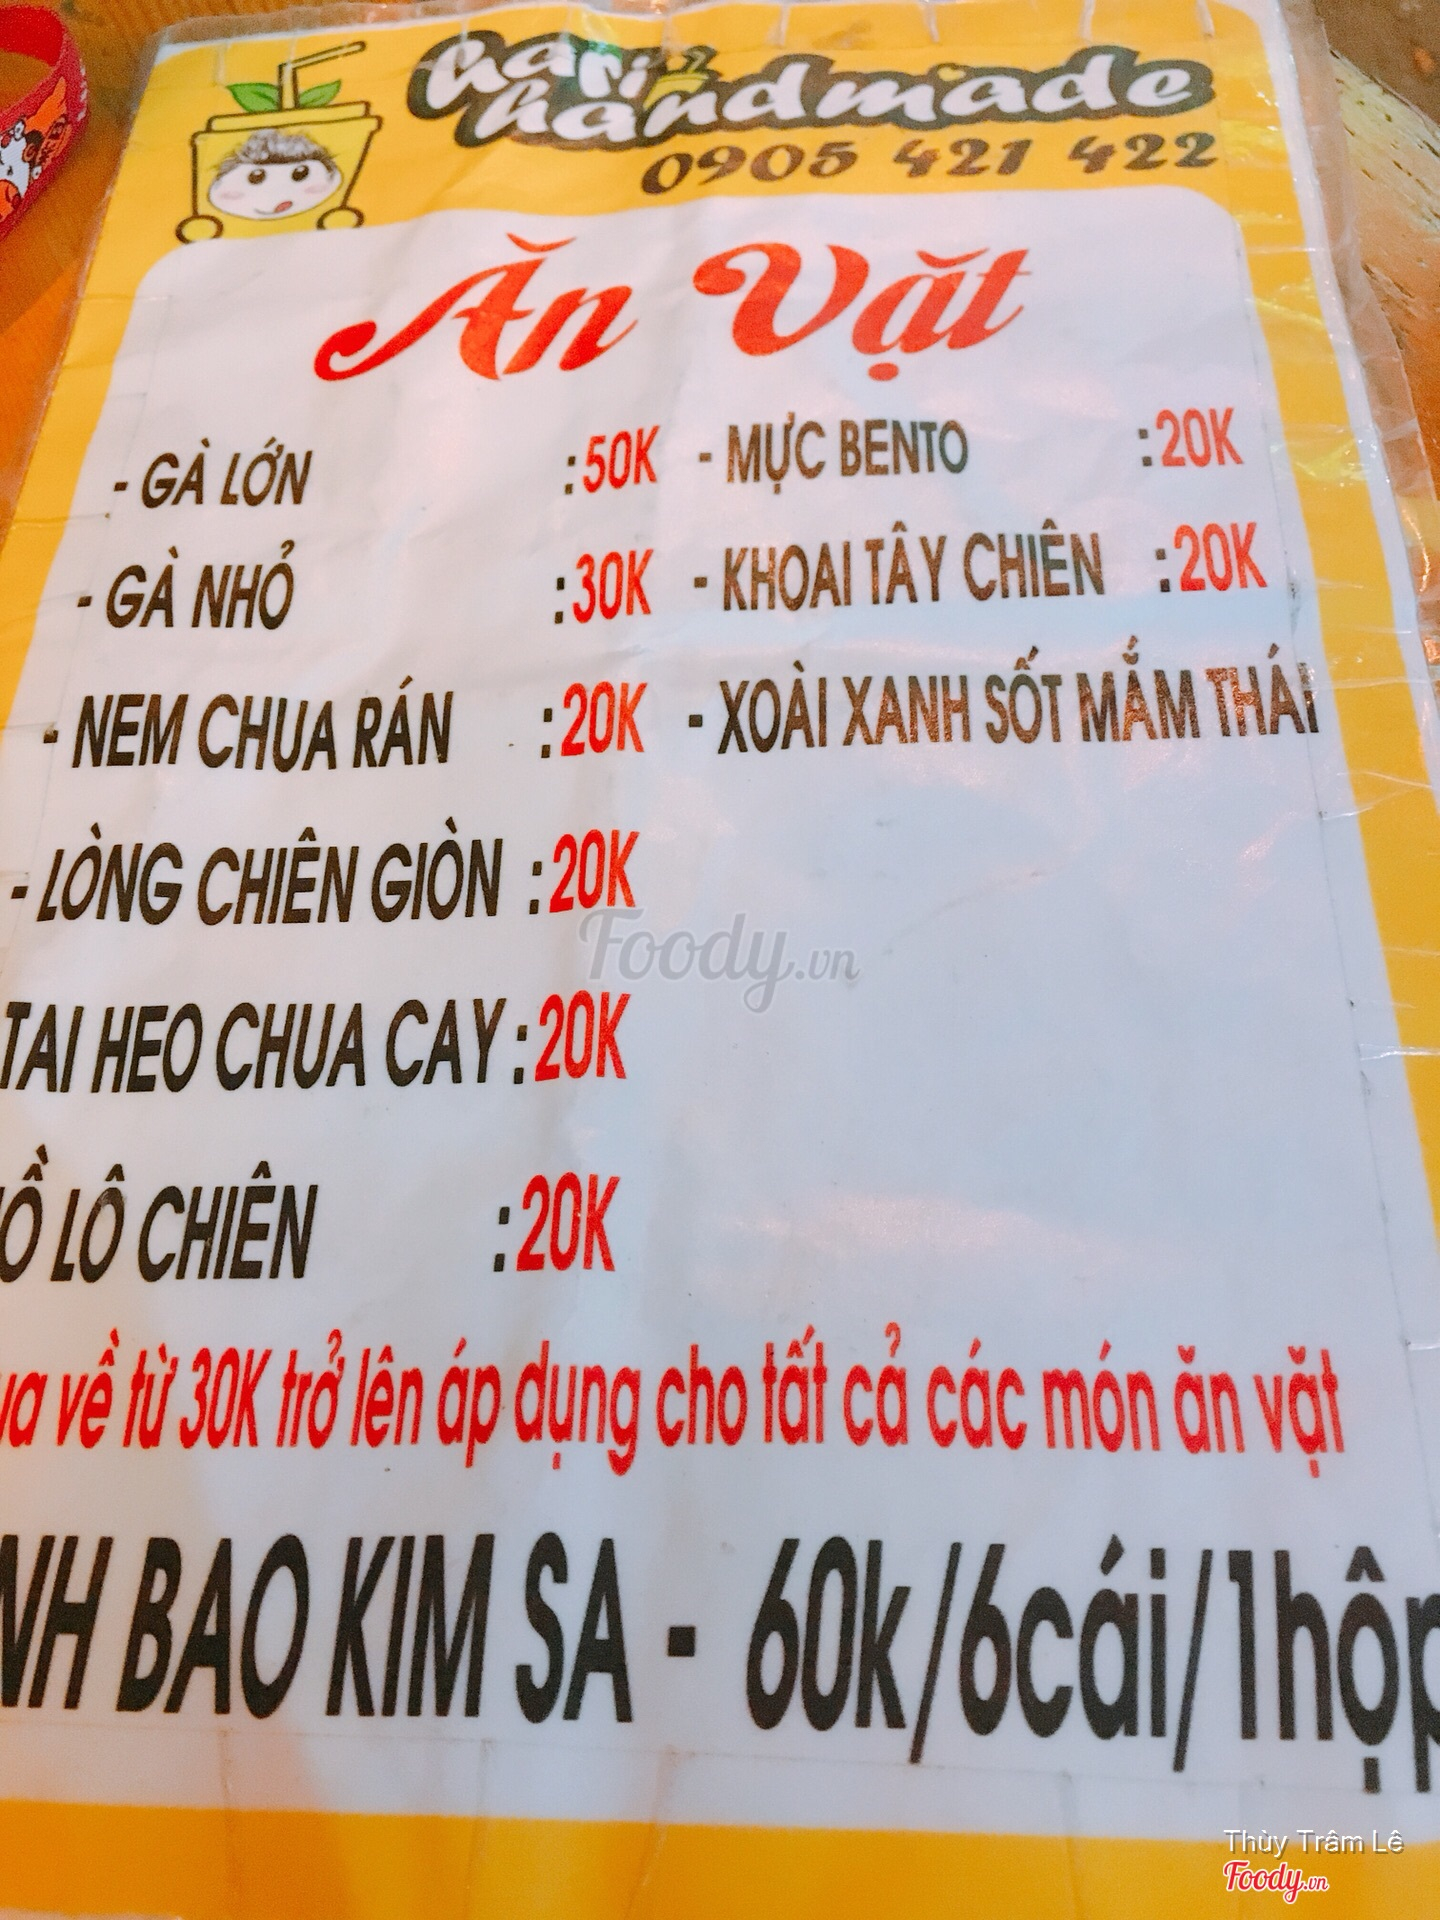 hari
handmade
0905 421 422
Ăn Vặt
- GÀ LỚN :50K
- GÀ NHỎ :30K
- NEM CHUA RÁN :20K
- LÒNG CHIÊN GIÒN :20K
TAI HEO CHUA CAY :20K
LÔ CHIÊN :20K
- MỰC BENTO :20K
- KHOAI TÂY CHIÊN :20K
- XOÀI XANH SỐT MẮM THÁI
về từ 30K trở lên áp dụng cho tất cả các món ăn vặt
BAO KIM SA - 60k/6cái/1hộp
Foody.vn
Thùy Trâm Lê
Foody.vn